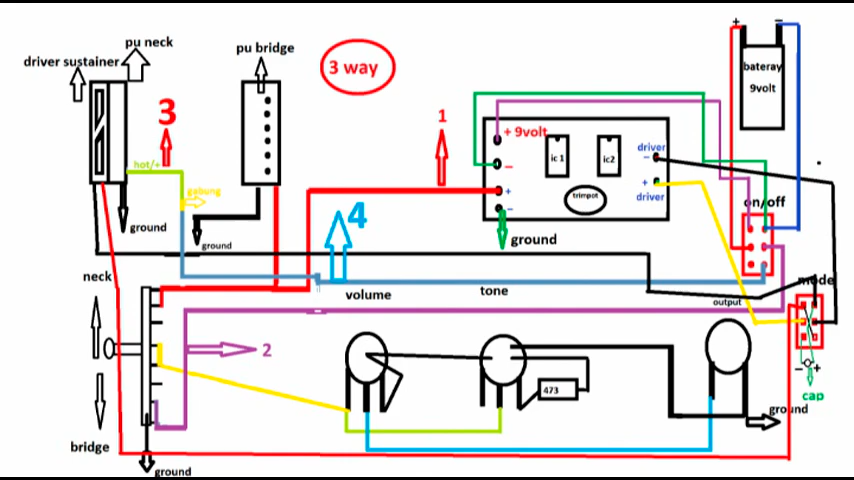 pu neck
driver sustainer
pu bridge
3 way
+ -
bateray
9volt
3
1
+ 9volt
-
ic 1
ic2
driver
-
+
driver
+
-
trimpot
hot/+
gabung
ground
ground
4
ground
on/off
neck
volume
tone
output
mode
2
473
- +
cap
ground
bridge
ground